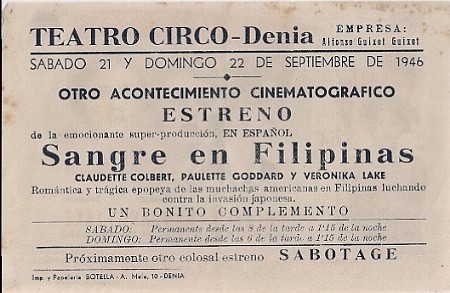 TEATRO CIRCO-Denia
EMPRESA:
Alfonso Guixot Guixot
SABADO 21 Y DOMINGO 22 DE SEPTIEMBRE DE 1946
OTRO ACONTECIMIENTO CINEMATOGRAFICO
ESTRENO
de la emocionante super-producción, EN ESPAÑOL
Sangre en Filipinas
CLAUDETTE COLBERT, PAULETTE GODDARD Y VERONIKA LAKE
Romántica y trágica epopeya de las muchachas americanas en Filipinas luchando
contra la invasión japonesa.
UN BONITO COMPLEMENTO
SABADO: Permanente desde las 8 de la tarde a 1'15 de la noche
DOMINGO: Permanente desde las 6 de la tarde a 1'15 de la noche
Próximamente otro colosal estreno SABOTAGE
Imp. y Papelería SOTELLA - A. Mele, 10 - DENIA